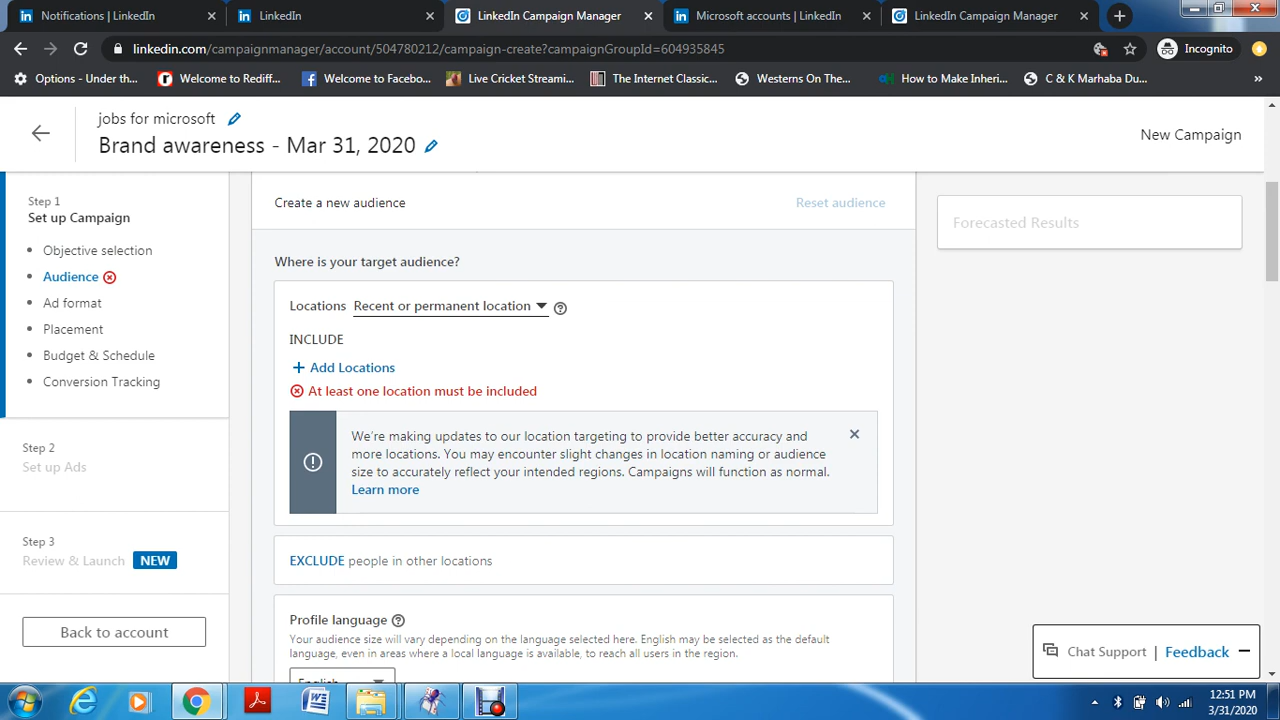 Notifications | LinkedIn
LinkedIn
LinkedIn Campaign Manager
Microsoft accounts | LinkedIn
LinkedIn Campaign Manager
linkedin.com/campaignmanager/account/504780212/campaign-create?campaignGroupId=604935845
Incognito
Options - Under th...
Welcome to Rediff...
Welcome to Facebo...
Live Cricket Streami...
The Internet Classic...
Westerns On The...
How to Make Inheri...
C & K Marhaba Du...
»
jobs for microsoft
Brand awareness - Mar 31, 2020
New Campaign
Step 1
Set up Campaign
Objective selection
Audience
Ad format
Placement
Budget & Schedule
Conversion Tracking
Step 2
Set up Ads
Step 3
Review & Launch NEW
Back to account
Create a new audience
Reset audience
Where is your target audience?
Locations Recent or permanent location
INCLUDE
+ Add Locations
At least one location must be included
We're making updates to our location targeting to provide better accuracy and
more locations. You may encounter slight changes in location naming or audience
size to accurately reflect your intended regions. Campaigns will function as normal.
Learn more
EXCLUDE people in other locations
Profile language
Your audience size will vary depending on the language selected here. English may be selected as the default
language, even in areas where a local language is available, to reach all users in the region.
English
Forecasted Results
Chat Support | Feedback
12:51 PM
3/31/2020